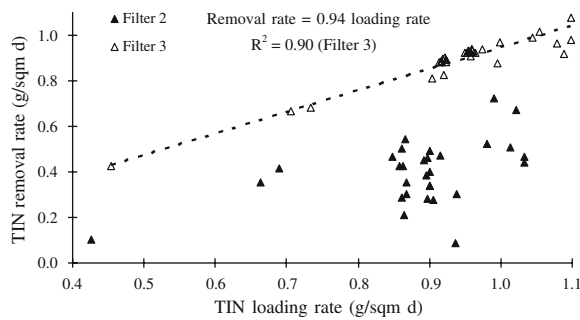 Filter 2 Removal rate = 0.94 loading rate
Filter 3 R² = 0.90 (Filter 3)
TIN removal rate (g/sqm d)
1.0
0.8
0.6
0.4
0.2
0.0
0.4 0.5 0.6 0.7 0.8 0.9 1.0 1.1
TIN loading rate (g/sqm d)